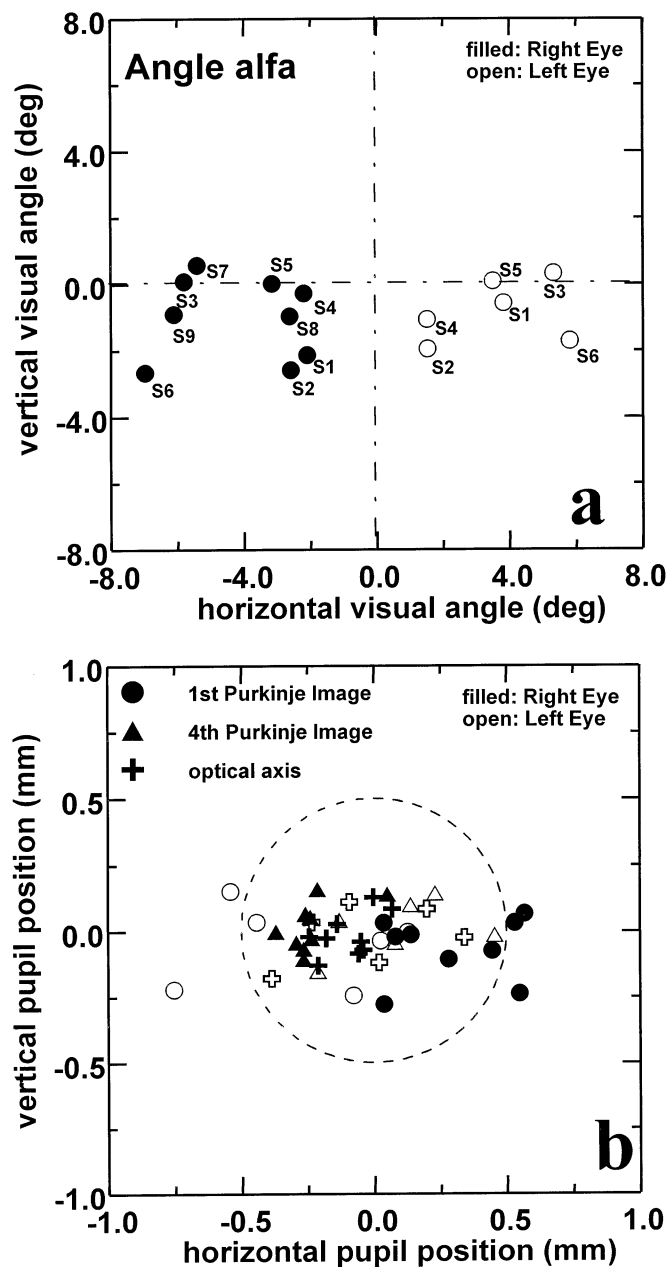 8.0
Angle alfa
filled: Right Eye
open: Left Eye
4.0
vertical visual angle (deg)
S7
S5
S5
0.0
S3
S3
S4
S4
S1
S9
S8
S2
S6
S1
S6
S2
-4.0
a
-8.0
-8.0 -4.0 0.0 4.0 8.0
horizontal visual angle (deg)
1.0
1st Purkinje Image
filled: Right Eye
open: Left Eye
4th Purkinje Image
optical axis
0.5
vertical pupil position (mm)
0.0
-0.5
b
-1.0
-1.0 -0.5 0.0 0.5 1.0
horizontal pupil position (mm)